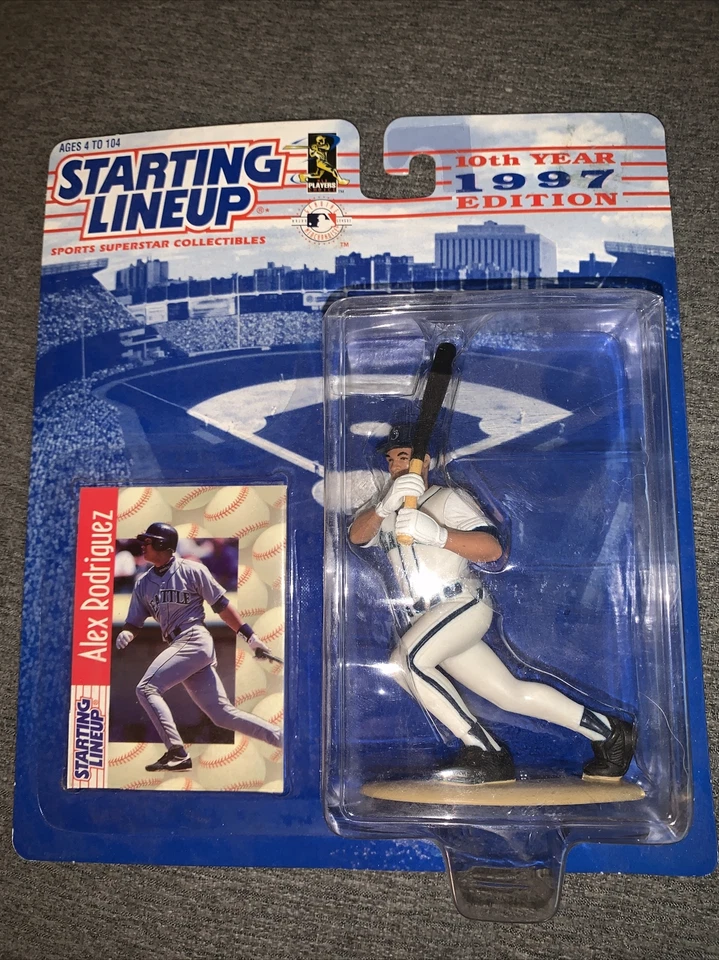 AGES 4 TO 104
STARTING
LINEUP
SPORTS SUPERSTAR COLLECTIBLES
PLAYERS
10th YEAR
1997
EDITION
Alex Rodriguez
SEATTLE
STARTING
LINEUP